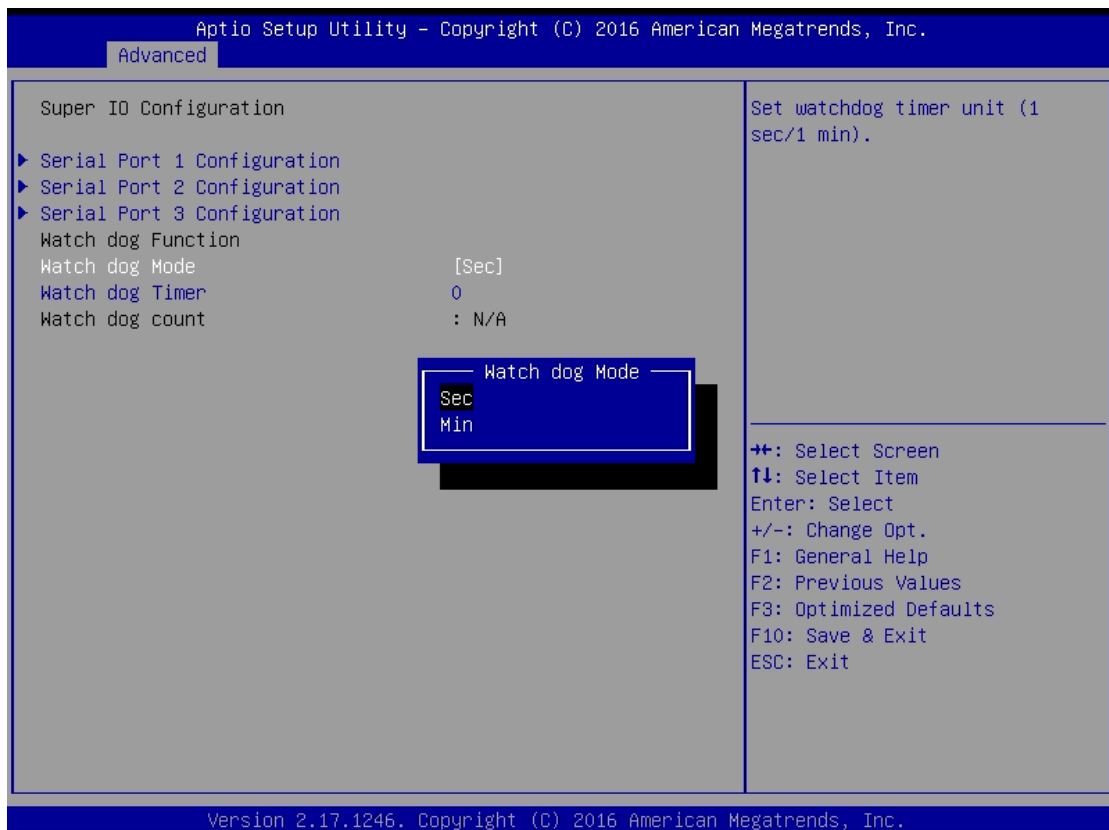 Aptio Setup Utility – Copyright (C) 2016 American Megatrends, Inc.
Advanced
Super IO Configuration
▶ Serial Port 1 Configuration
▶ Serial Port 2 Configuration
▶ Serial Port 3 Configuration
Watch dog Function
Watch dog Mode [Sec]
Watch dog Timer 0
Watch dog count : N/A
Watch dog Mode
Sec
Min
Set watchdog timer unit (1
sec/1 min).
→←: Select Screen
↑↓: Select Item
Enter: Select
+/-: Change Opt.
F1: General Help
F2: Previous Values
F3: Optimized Defaults
F10: Save & Exit
ESC: Exit
Version 2.17.1246. Copyright (C) 2016 American Megatrends, Inc.